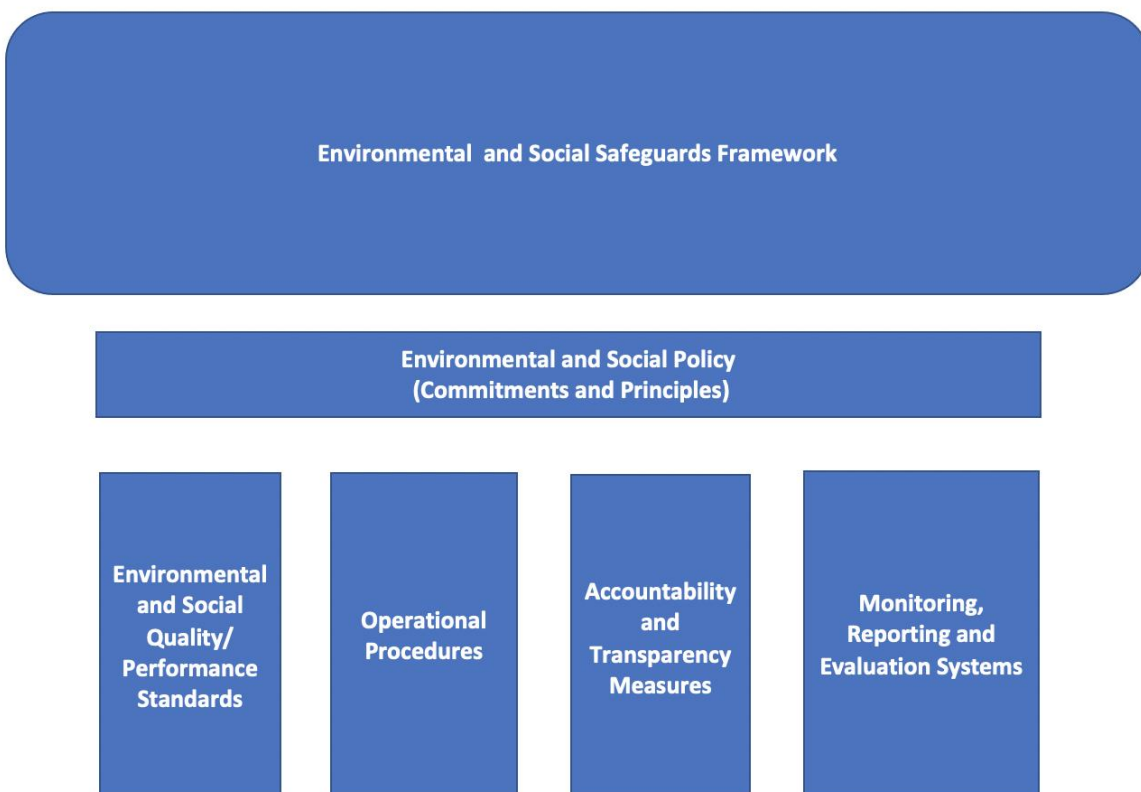 Environmental  and Social Safeguards Framework
Environmental and Social Policy
(Commitments and Principles)
Environmental
and Social
Quality/
Performance
Standards
Operational
Procedures
Accountability
and
Transparency
Measures
Monitoring,
Reporting and
Evaluation Systems